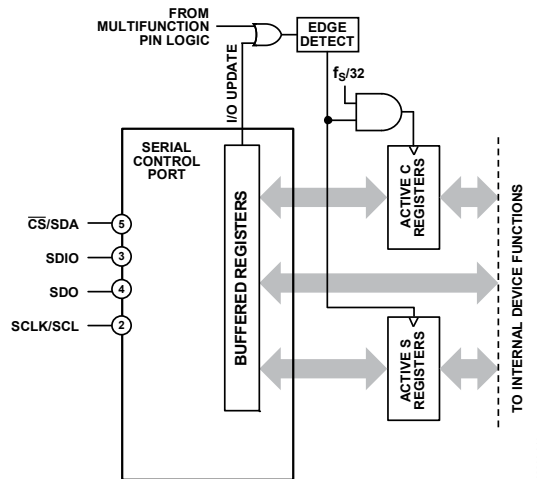 FROM
MULTIFUNCTION
PIN LOGIC
EDGE
DETECT
I/O UPDATE
fS/32
SERIAL
CONTROL
PORT
BUFFERED REGISTERS
ACTIVE C
REGISTERS
CS/SDA
5
SDIO
3
SDO
4
SCLK/SCL
2
ACTIVE S
REGISTERS
TO INTERNAL DEVICE FUNCTIONS